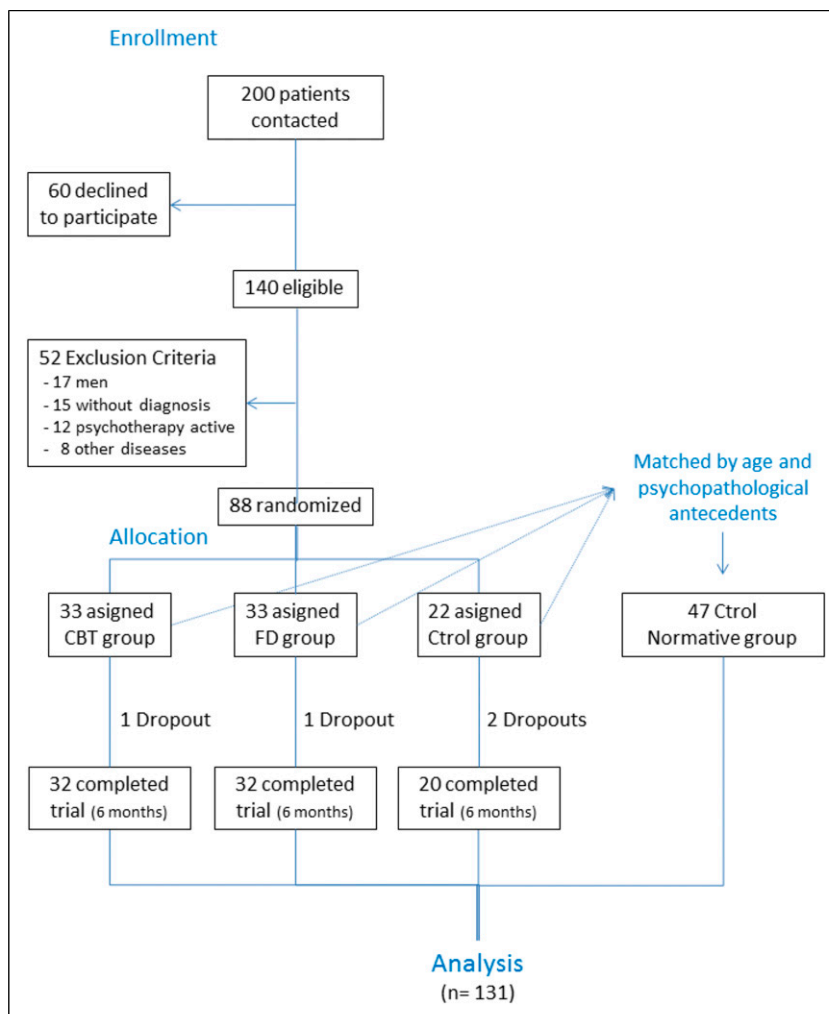 Enrollment
200 patients
contacted
60 declined
to participate
140 eligible
52 Exclusion Criteria
- 17 men
- 15 without diagnosis
- 12 psychotherapy active
- 8 other diseases
Matched by age and
psychopathological
antecedents
88 randomized
Allocation
33 asigned
CBT group
33 asigned
FD group
22 asigned
Ctrol group
47 Ctrol
Normative group
1 Dropout
1 Dropout
2 Dropouts
32 completed
trial (6 months)
32 completed
trial (6 months)
20 completed
trial (6 months)
Analysis
(n= 131)